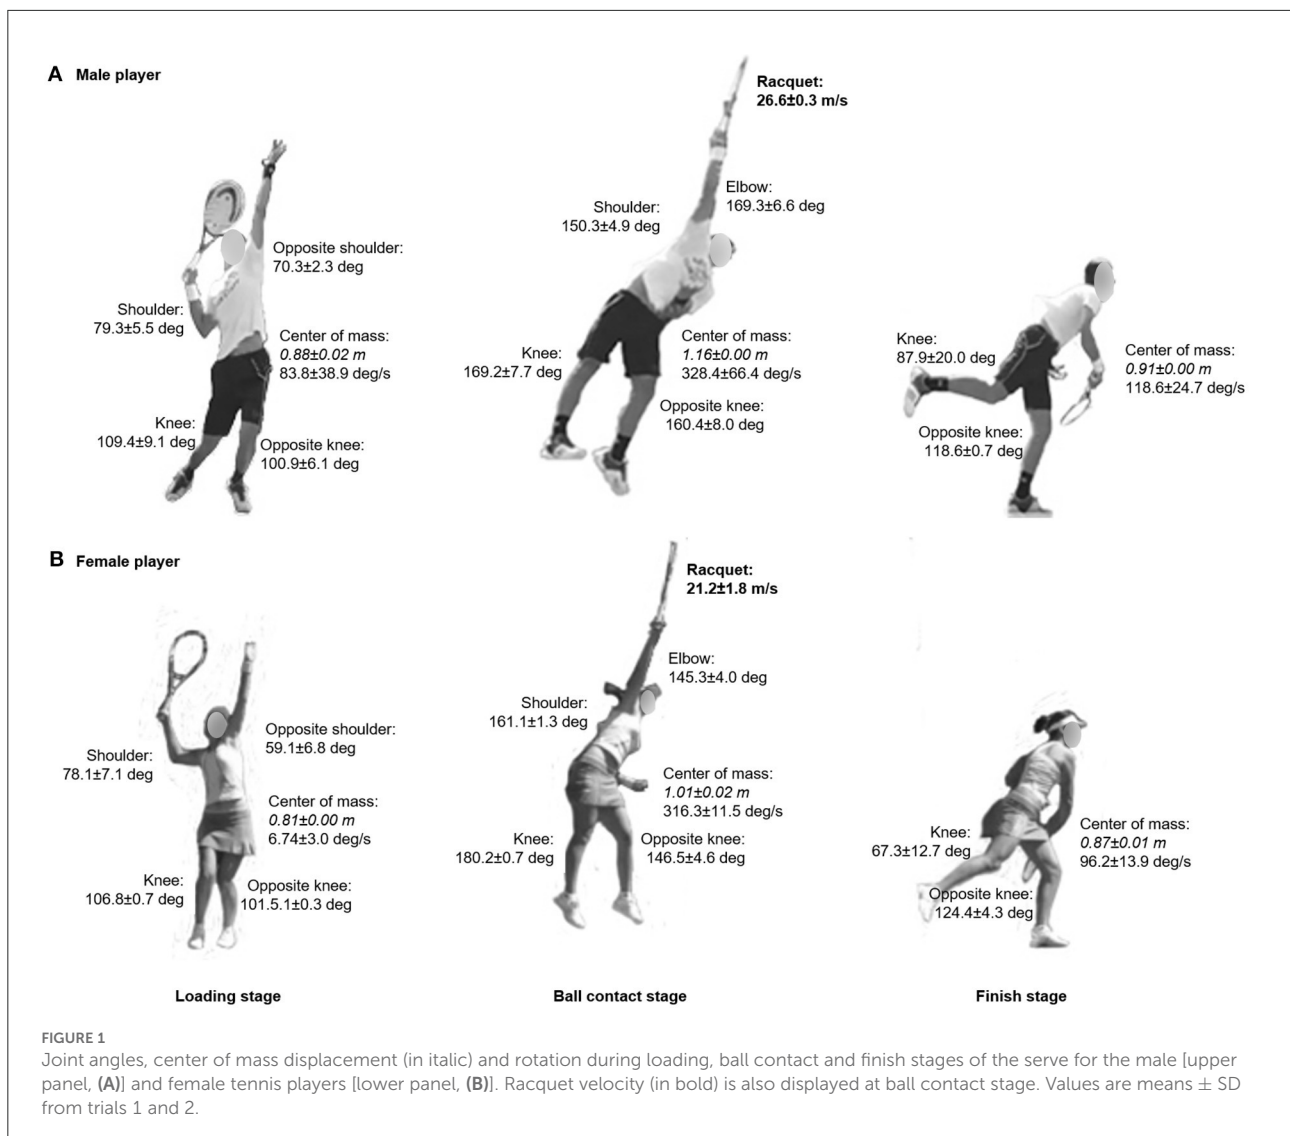 A Male player
Racquet:
26.6±0.3 m/s
Elbow:
169.3±6.6 deg
Shoulder:
150.3±4.9 deg
Opposite shoulder:
70.3±2.3 deg
Shoulder:
79.3±5.5 deg
Center of mass:
0.88±0.02 m
83.8±38.9 deg/s
Knee:
109.4±9.1 deg
Opposite knee:
100.9±6.1 deg
Center of mass:
1.16±0.00 m
328.4±66.4 deg/s
Knee:
169.2±7.7 deg
Opposite knee:
160.4±8.0 deg
Knee:
87.9±20.0 deg
Center of mass:
0.91±0.00 m
118.6±24.7 deg/s
Opposite knee:
118.6±0.7 deg
B Female player
Racquet:
21.2±1.8 m/s
Elbow:
145.3±4.0 deg
Shoulder:
161.1±1.3 deg
Opposite shoulder:
59.1±6.8 deg
Shoulder:
78.1±7.1 deg
Center of mass:
0.81±0.00 m
6.74±3.0 deg/s
Knee:
106.8±0.7 deg
Opposite knee:
101.5.1±0.3 deg
Center of mass:
1.01±0.02 m
316.3±11.5 deg/s
Knee:
180.2±0.7 deg
Opposite knee:
146.5±4.6 deg
Knee:
67.3±12.7 deg
Center of mass:
0.87±0.01 m
96.2±13.9 deg/s
Opposite knee:
124.4±4.3 deg
Loading stage
Ball contact stage
Finish stage
FIGURE 1
Joint angles, center of mass displacement (in italic) and rotation during loading, ball contact and finish stages of the serve for the male [upper
panel, (A)] and female tennis players [lower panel, (B)]. Racquet velocity (in bold) is also displayed at ball contact stage. Values are means ± SD
from trials 1 and 2.